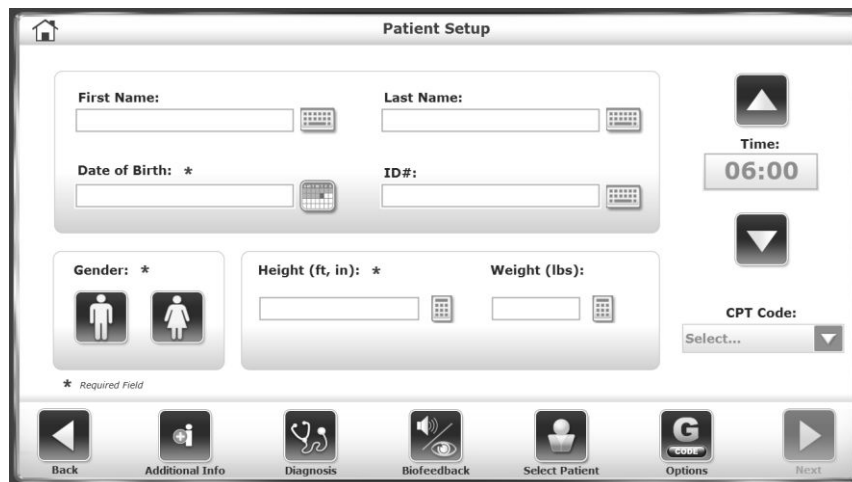 Patient Setup
First Name:
Last Name:
Time:
06:00
Date of Birth: *
ID#:
Gender: *
Height (ft, in): *
Weight (lbs):
CPT Code:
Select...
* Required Field
G
CODE
Back
Additional Info
Diagnosis
Biofeedback
Select Patient
Options
Next